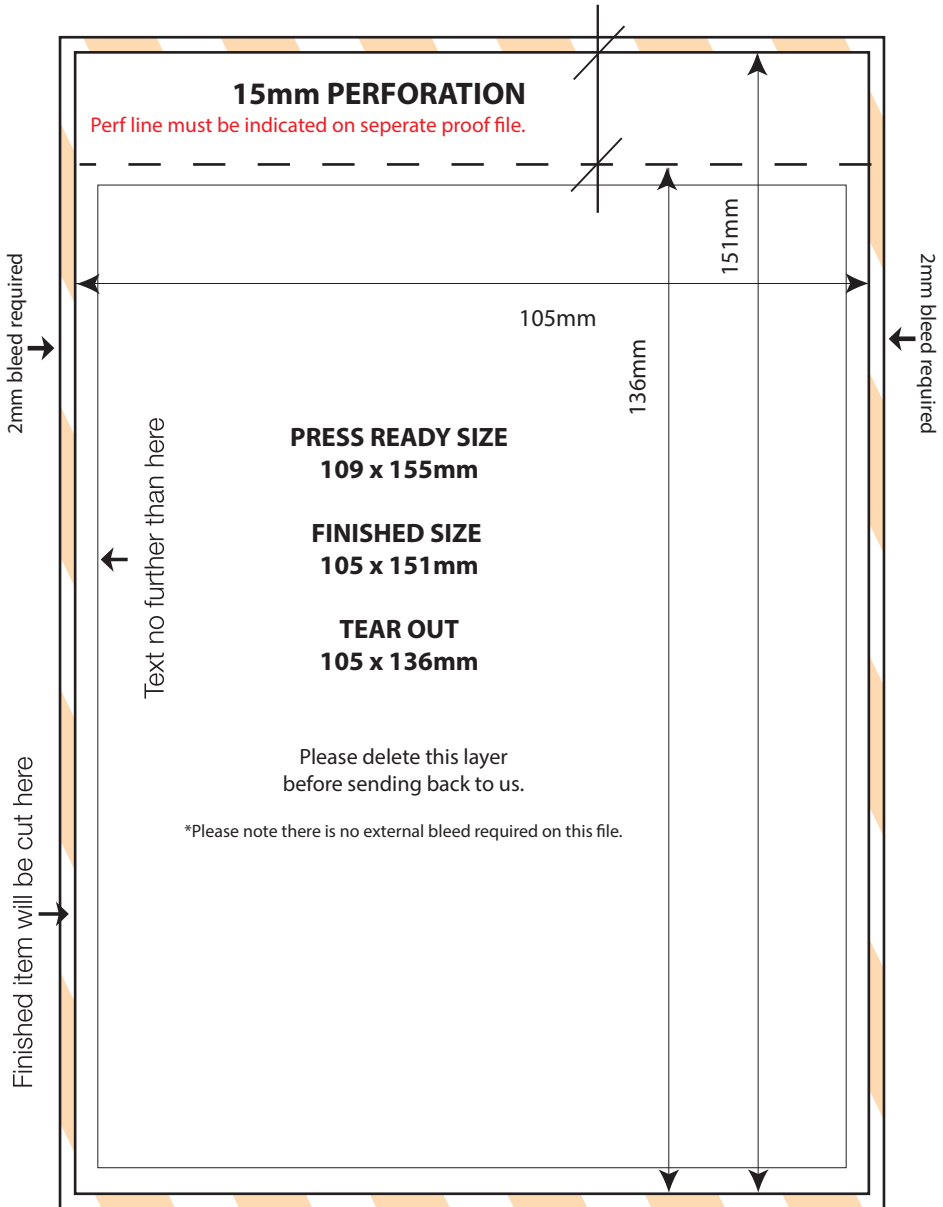 15mm PERFORATION
Perf line must be indicated on seperate proof file.
151mm
2mm bleed required
2mm bleed required
105mm
136mm
Text no further than here
PRESS READY SIZE
109 x 155mm
FINISHED SIZE
105 x 151mm
TEAR OUT
105 x 136mm
Please delete this layer
before sending back to us.
*Please note there is no external bleed required on this file.
Finished item will be cut here